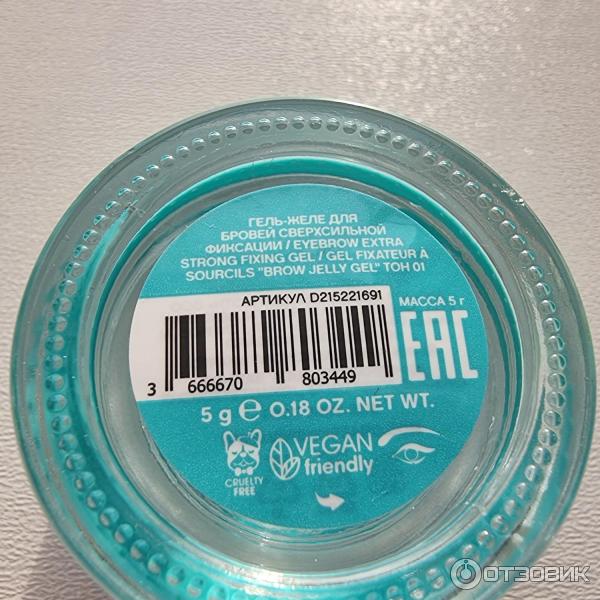 ГЕЛЬ-ЖЕЛЕ ДЛЯ
БРОВЕЙ СВЕРХСИЛЬНОЙ
ФИКСАЦИИ / EYEBROW EXTRA
STRONG FIXING GEL / GEL FIXATEUR À
SOURCILS "BROW JELLY GEL" ТОН 01
АРТИКУЛ D215221691
МАССА 5 г
EAC
3 666670 803449
5 g e 0.18 OZ. NET WT.
CRUELTY
FREE
VEGAN
friendly
ОТЗОВИК